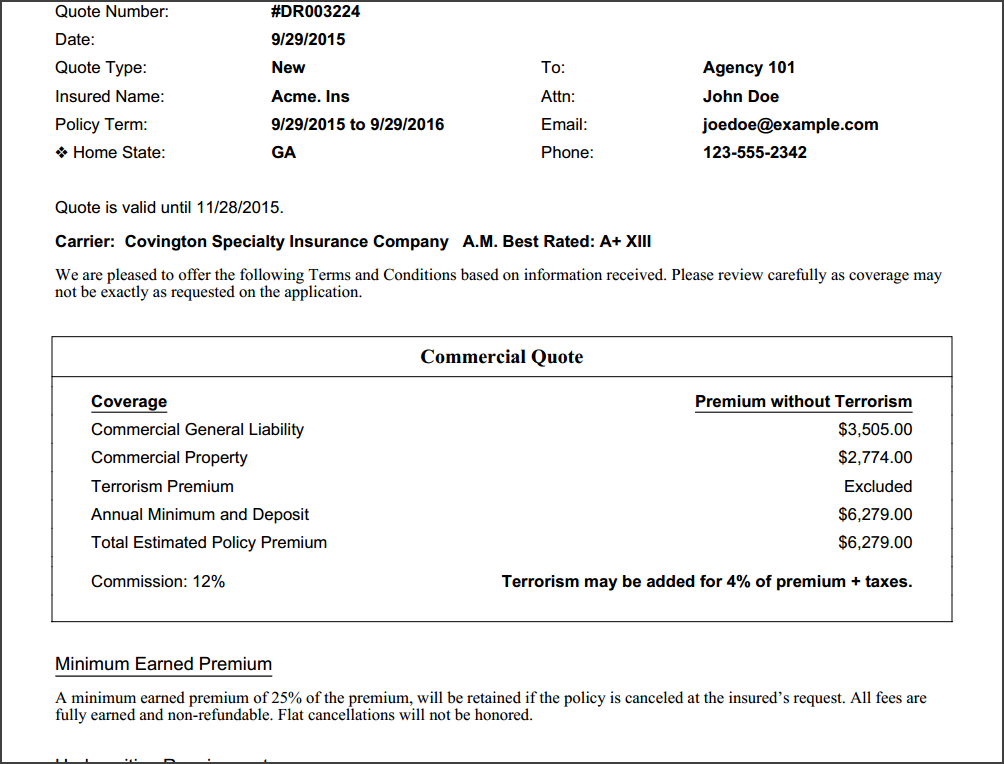 Quote Number: #DR003224
Date: 9/29/2015
Quote Type: New To: Agency 101
Insured Name: Acme. Ins Attn: John Doe
Policy Term: 9/29/2015 to 9/29/2016 Email: joedoe@example.com
❖ Home State: GA Phone: 123-555-2342
Quote is valid until 11/28/2015.
Carrier: Covington Specialty Insurance Company A.M. Best Rated: A+ XIII
We are pleased to offer the following Terms and Conditions based on information received. Please review carefully as coverage may
not be exactly as requested on the application.
Commercial Quote
Coverage Premium without Terrorism
Commercial General Liability $3,505.00
Commercial Property $2,774.00
Terrorism Premium Excluded
Annual Minimum and Deposit $6,279.00
Total Estimated Policy Premium $6,279.00
Commission: 12% Terrorism may be added for 4% of premium + taxes.
Minimum Earned Premium
A minimum earned premium of 25% of the premium, will be retained if the policy is canceled at the insured’s request. All fees are
fully earned and non-refundable. Flat cancellations will not be honored.